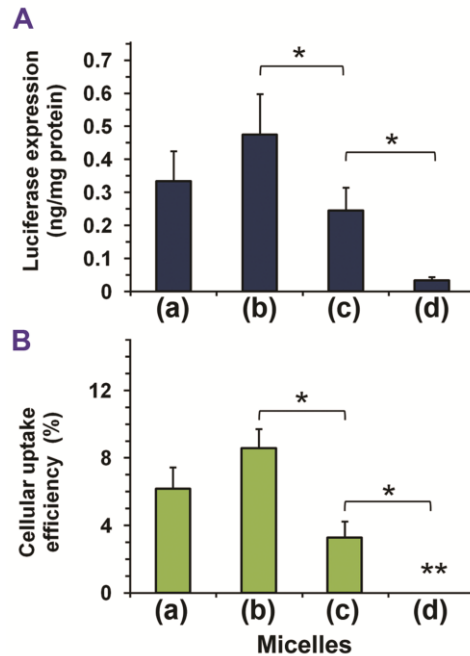 A
Luciferase expression
(ng/mg protein)
0.7
0.6
0.5
0.4
0.3
0.2
0.1
0
*
*
(a) (b) (c) (d)
B
Cellular uptake
efficiency (%)
12
8
4
0
*
*
**
(a) (b) (c) (d)
Micelles